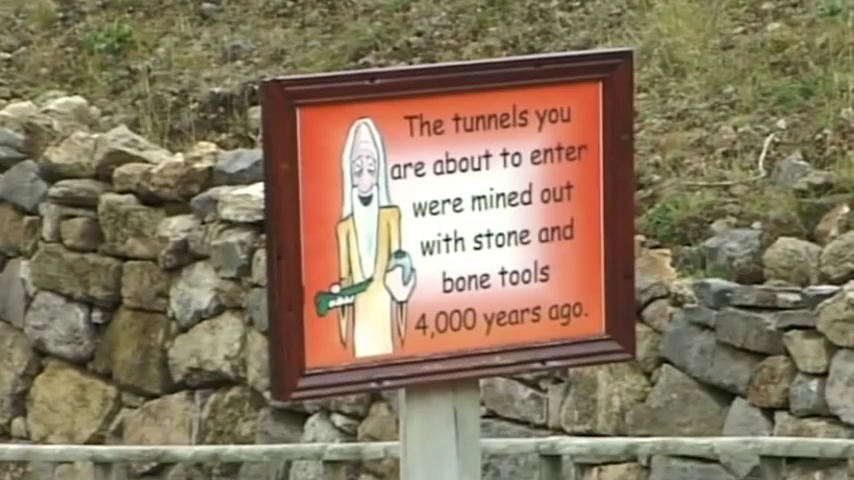 The tunnels you
are about to enter
were mined out
with stone and
bone tools
4,000 years ago.